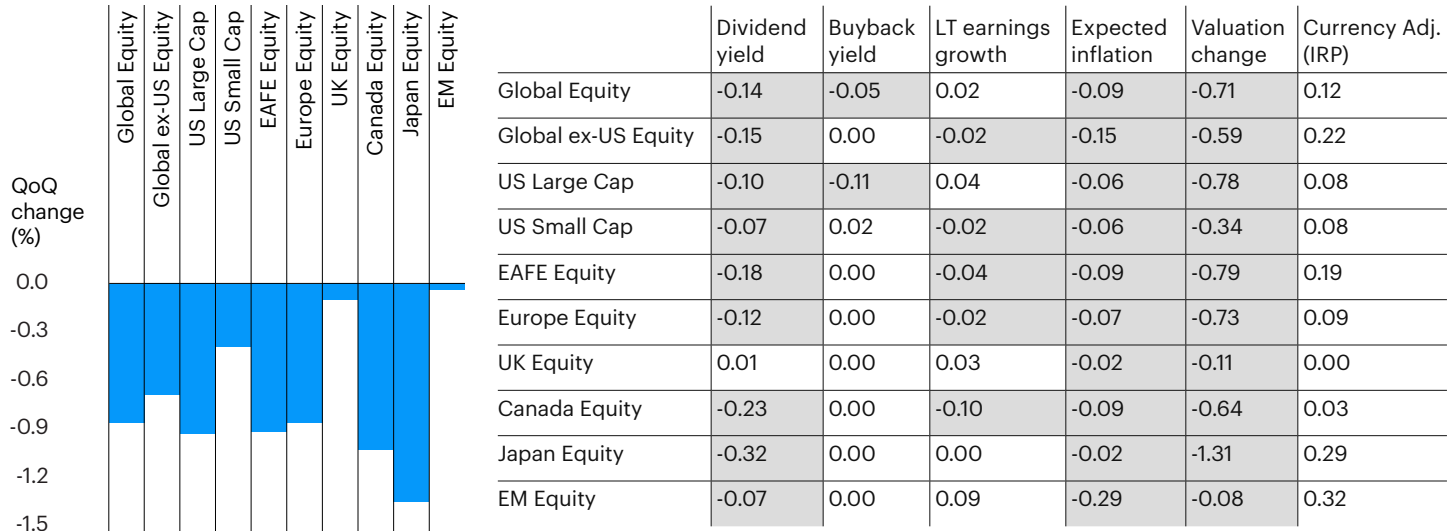 Global Equity
Global ex-US Equity
US Large Cap
US Small Cap
EAFE Equity
Europe Equity
UK Equity
Canada Equity
Japan Equity
EM Equity
QoQ
change
(%)
0.0
-0.3
-0.6
-0.9
-1.2
-1.5
Dividend yield Buyback yield LT earnings growth Expected inflation Valuation change Currency Adj. (IRP)
Global Equity -0.14 -0.05 0.02 -0.09 -0.71 0.12
Global ex-US Equity -0.15 0.00 -0.02 -0.15 -0.59 0.22
US Large Cap -0.10 -0.11 0.04 -0.06 -0.78 0.08
US Small Cap -0.07 0.02 -0.02 -0.06 -0.34 0.08
EAFE Equity -0.18 0.00 -0.04 -0.09 -0.79 0.19
Europe Equity -0.12 0.00 -0.02 -0.07 -0.73 0.09
UK Equity 0.01 0.00 0.03 -0.02 -0.11 0.00
Canada Equity -0.23 0.00 -0.10 -0.09 -0.64 0.03
Japan Equity -0.32 0.00 0.00 -0.02 -1.31 0.29
EM Equity -0.07 0.00 0.09 -0.29 -0.08 0.32